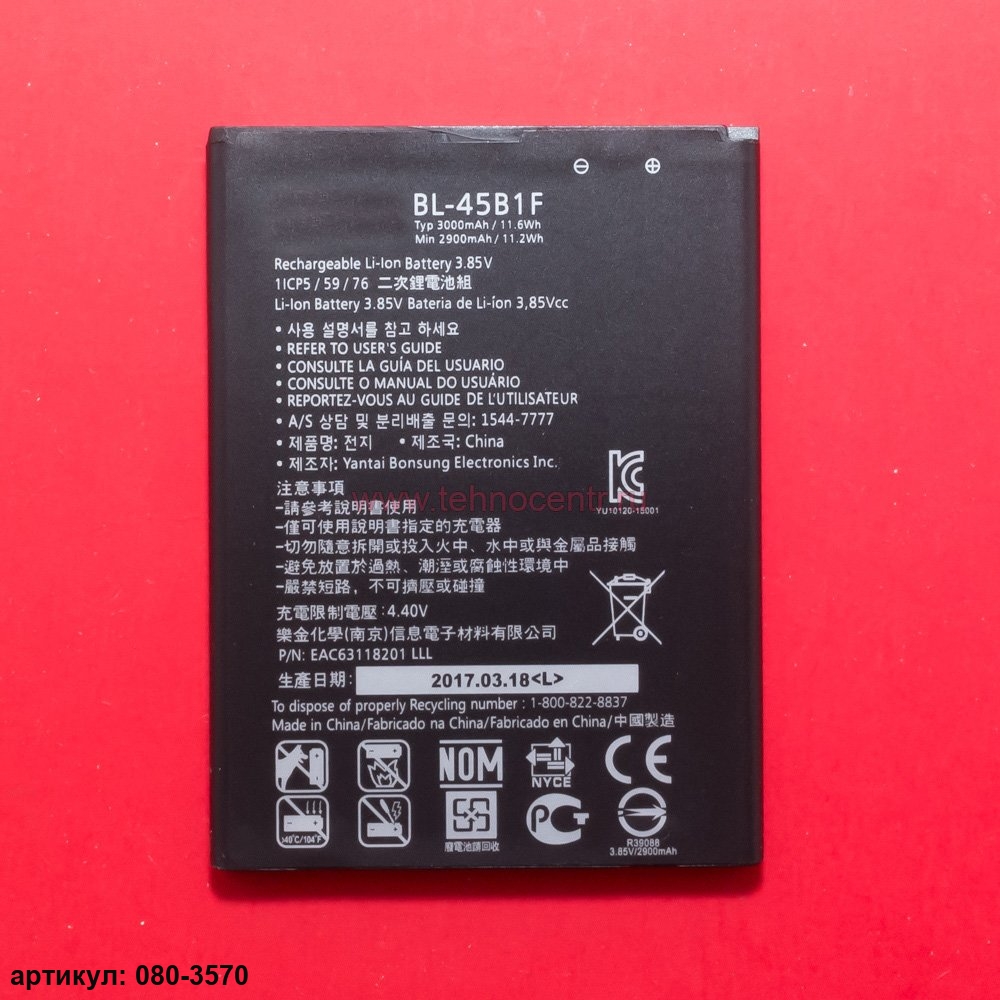 BL-45B1F
Typ 3000mAh / 11.6Wh
Min 2900mAh / 11.2Wh
Rechargeable Li-Ion Battery 3.85V
1ICP5 / 59 / 76 二次鋰電池組
Li-Ion Battery 3.85V Bateria de Li-íon 3,85Vcc
• 사용 설명서를 참고 하세요
• REFER TO USER'S GUIDE
• CONSULTE LA GUÍA DEL USUARIO
• CONSULTE O MANUAL DO USUÁRIO
• REPORTEZ-VOUS AU GUIDE DE L'UTILISATEUR
• A/S 상담 및 분리배출 문의: 1544-7777
• 제품명: 전지 • 제조국: China
• 제조자: Yantai Bonsung Electronics Inc.
注意事項
www.tehnocentr.ru
YU10120-15001
–請參考說明書使用
–僅可使用說明書指定的充電器
–切勿隨意拆開或投入火中、水中或與金屬品接觸
–避免放置於過熱、潮溼或腐蝕性環境中
–嚴禁短路，不可擠壓或碰撞
充電限制電壓:4.40V
樂金化學(南京)信息電子材料有限公司
P/N: EAC63118201 LLL
生產日期: 2017.03.18<L>
To dispose of properly Recycling number : 1-800-822-8837
Made in China/Fabricado na China/Fabricado en China/中國製造
NOM
NYCE
CE
>40°C/104°F
廢電池請回收
R39086
3.85V/2900mAh
артикул: 080-3570